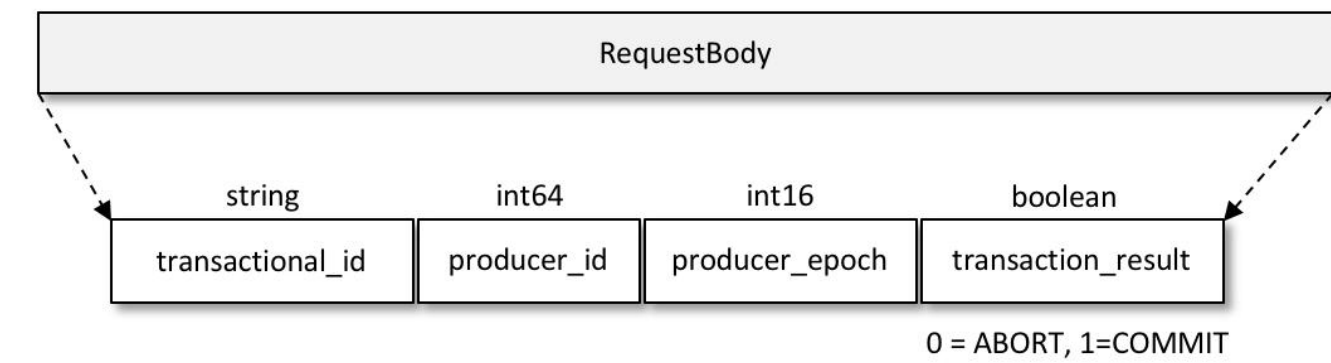 RequestBody
string int64 int16 boolean
transactional_id producer_id producer_epoch transaction_result
0 = ABORT, 1=COMMIT